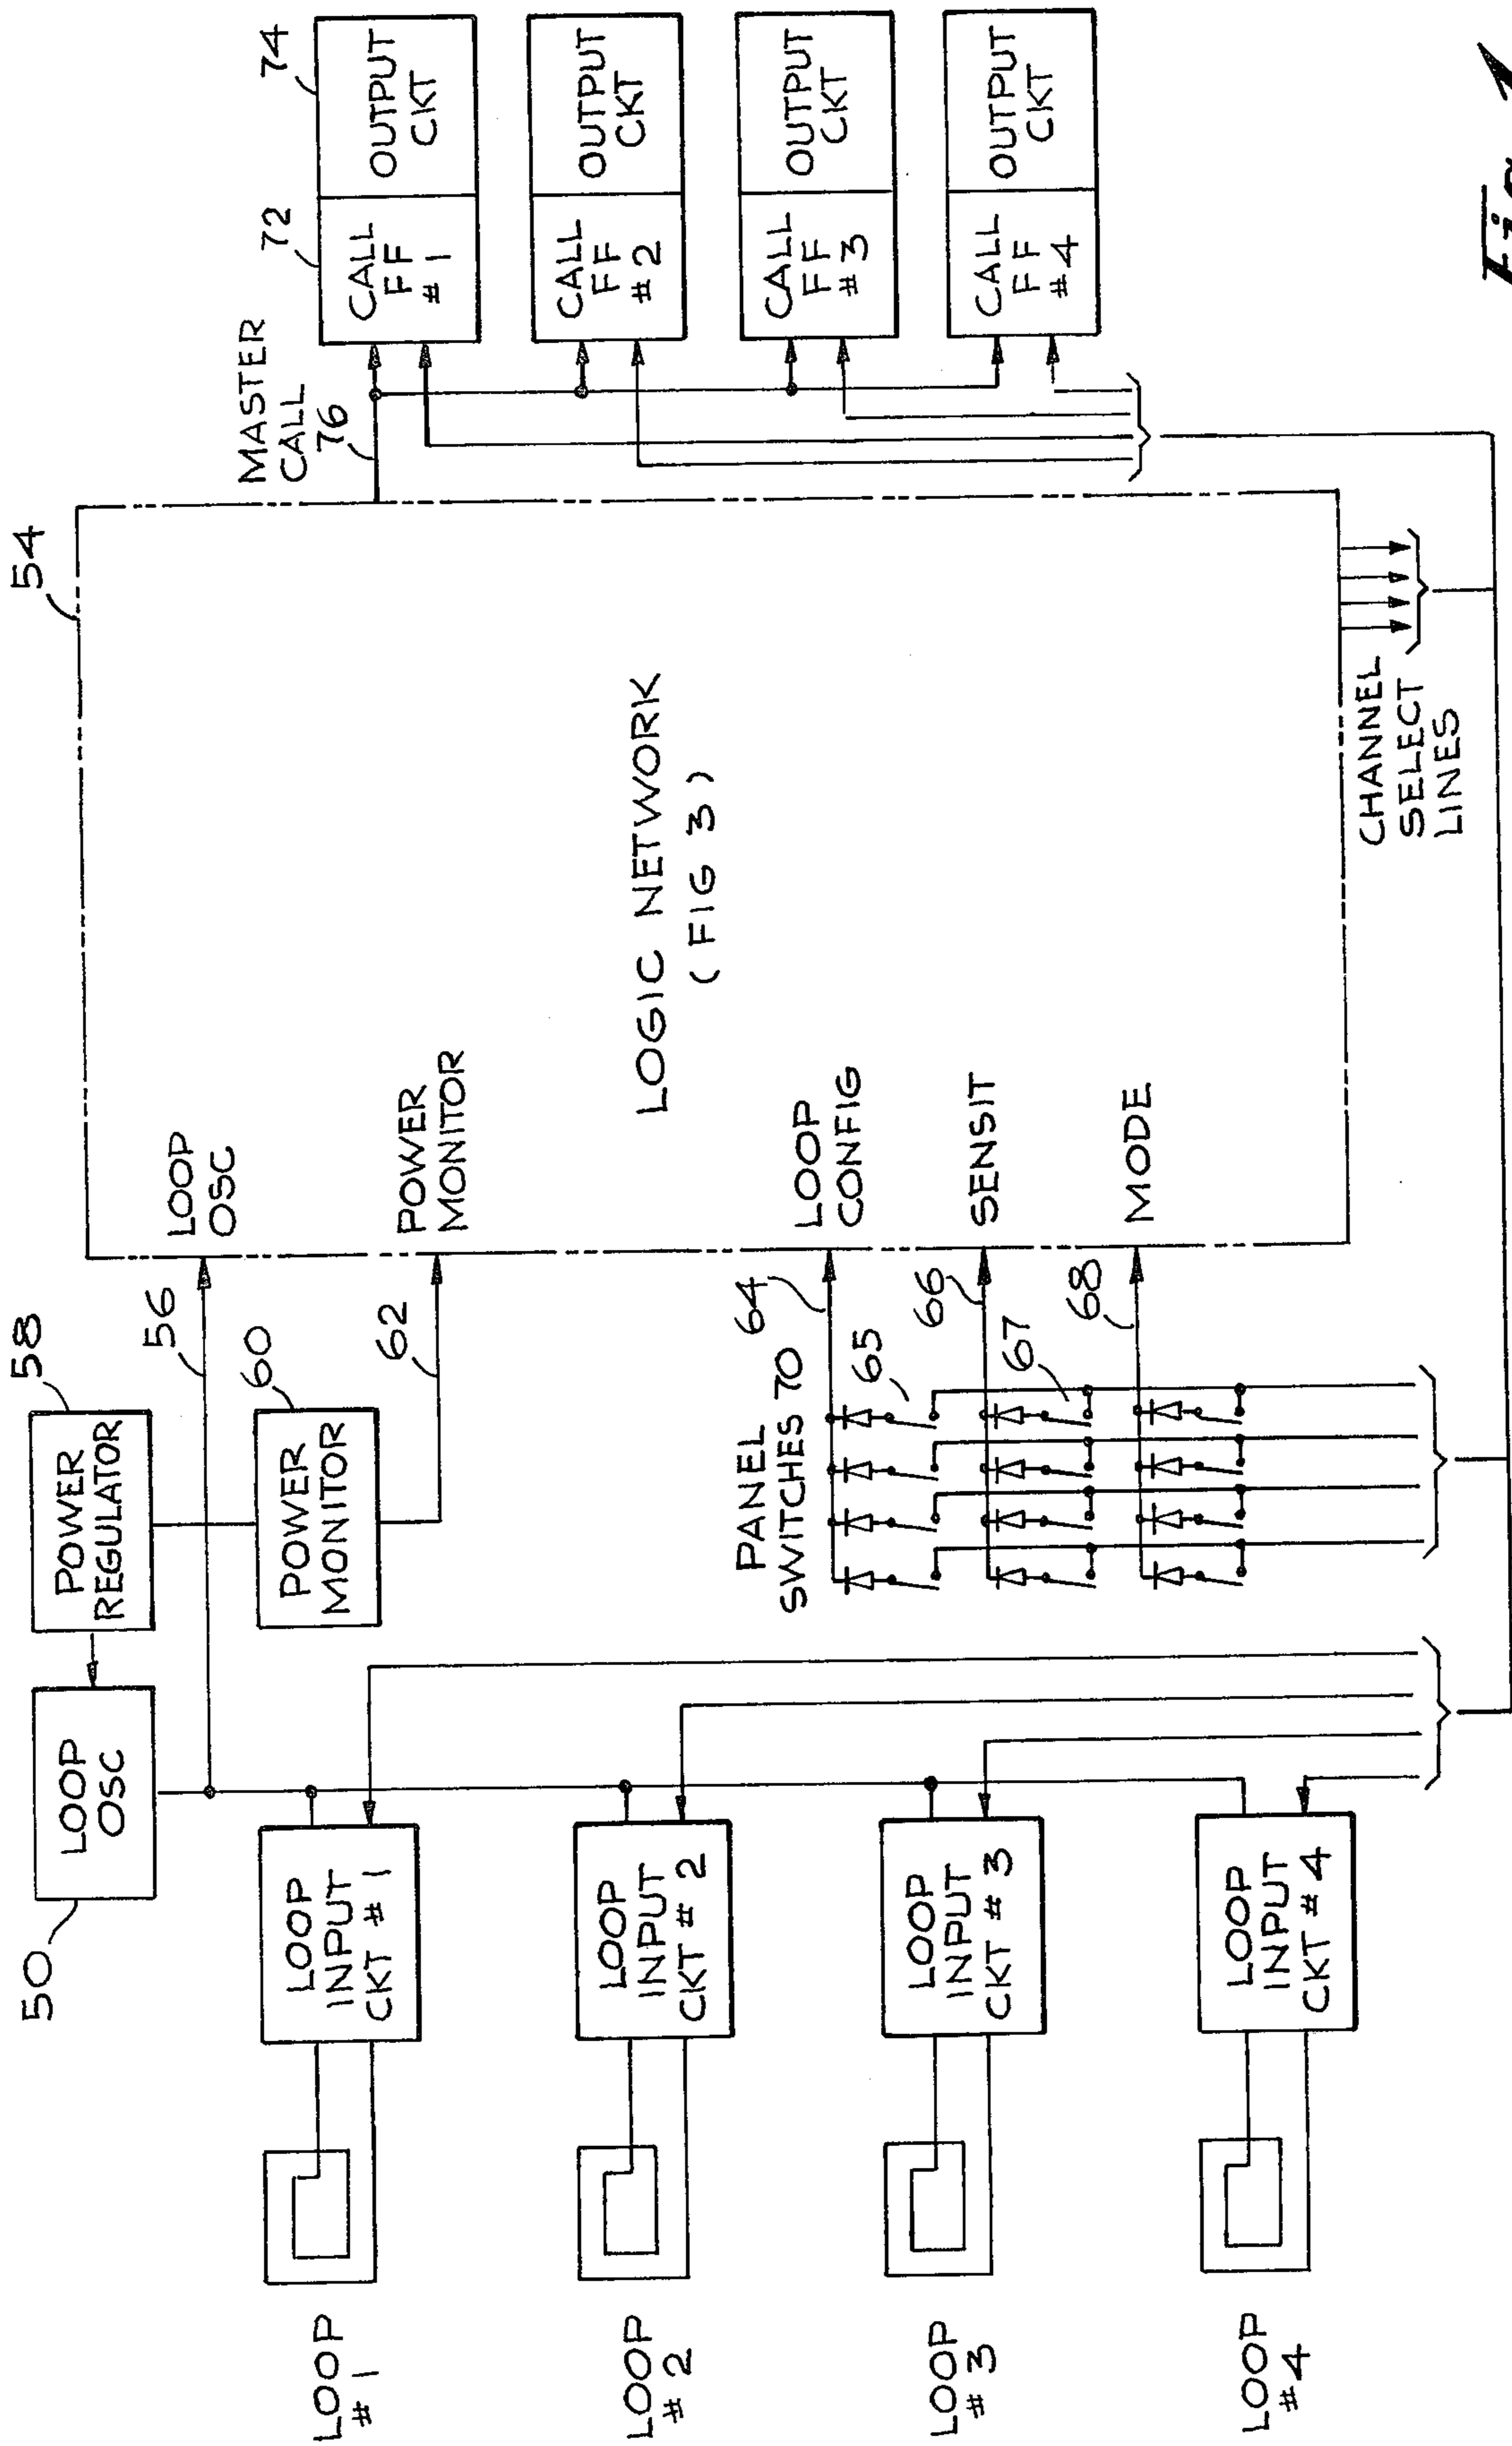 50
LOOP
OSC
58
POWER
REGULATOR
56
60
POWER
MONITOR
62
54
LOOP
OSC
POWER
MONITOR
LOGIC NETWORK
( FIG 3 )
LOOP
CONFIG
SENSIT
MODE
64
65
66
67
68
PANEL
SWITCHES 70
LOOP
# 1
LOOP
INPUT
CKT # 1
LOOP
# 2
LOOP
INPUT
CKT # 2
LOOP
# 3
LOOP
INPUT
CKT # 3
LOOP
#4
LOOP
INPUT
CKT #4
MASTER
CALL
76
72
74
CALL
FF
# 1
OUTPUT
CKT
CALL
FF
# 2
OUTPUT
CKT
CALL
FF
#3
OUTPUT
CKT
CALL
FF
#4
OUTPUT
CKT
CHANNEL
SELECT
LINES
Fig. 1